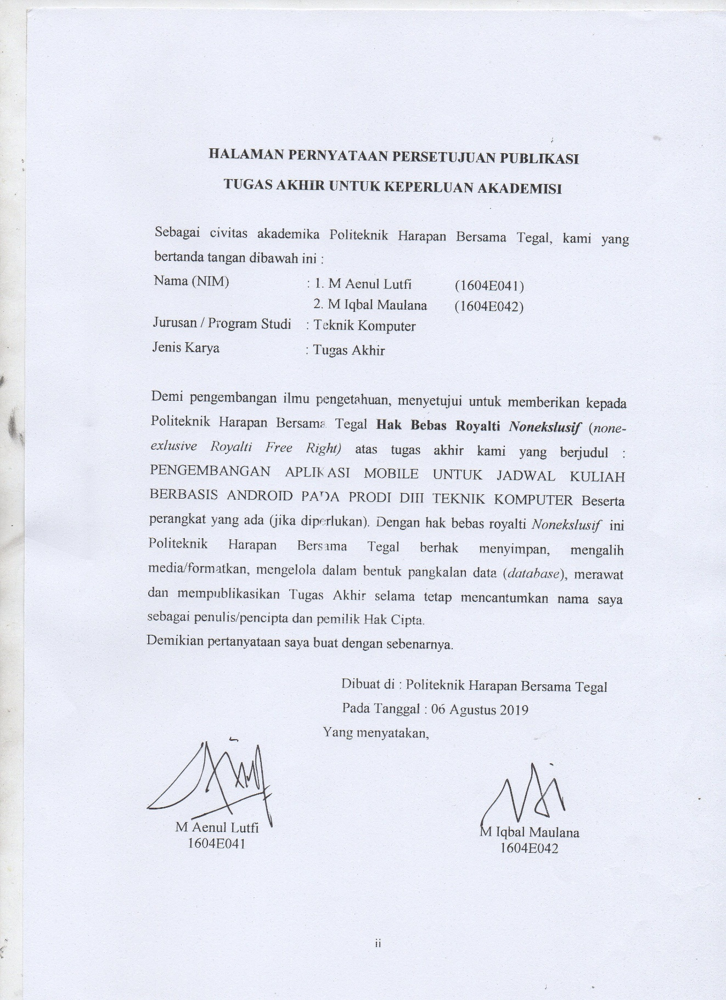 HALAMAN PERNYATAAN PERSETUJUAN PUBLIKASI
TUGAS AKHIR UNTUK KEPERLUAN AKADEMISI
Sebagai civitas akademika Politeknik Harapan Bersama Tegal, kami yang
bertanda tangan dibawah ini :
Nama (NIM) : 1. M Aenul Lutfi (1604E041)
2. M Iqbal Maulana (1604E042)
Jurusan / Program Studi : Teknik Komputer
Jenis Karya : Tugas Akhir
Demi pengembangan ilmu pengetahuan, menyetujui untuk memberikan kepada
Politeknik Harapan Bersama Tegal Hak Bebas Royalti Nonekslusif (none-
exlusive Royalti Free Right) atas tugas akhir kami yang berjudul :
PENGEMBANGAN APLIKASI MOBILE UNTUK JADWAL KULIAH
BERBASIS ANDROID PADA PRODI DIII TEKNIK KOMPUTER Beserta
perangkat yang ada (jika diperlukan). Dengan hak bebas royalti Nonekslusif ini
Politeknik Harapan Bersama Tegal berhak menyimpan, mengalih
media/formatkan, mengelola dalam bentuk pangkalan data (database), merawat
dan mempublikasikan Tugas Akhir selama tetap mencantumkan nama saya
sebagai penulis/pencipta dan pemilik Hak Cipta.
Demikian pertanyataan saya buat dengan sebenarnya.
Dibuat di : Politeknik Harapan Bersama Tegal
Pada Tanggal : 06 Agustus 2019
Yang menyatakan,
M Aenul Lutfi M Iqbal Maulana
1604E041 1604E042
ii